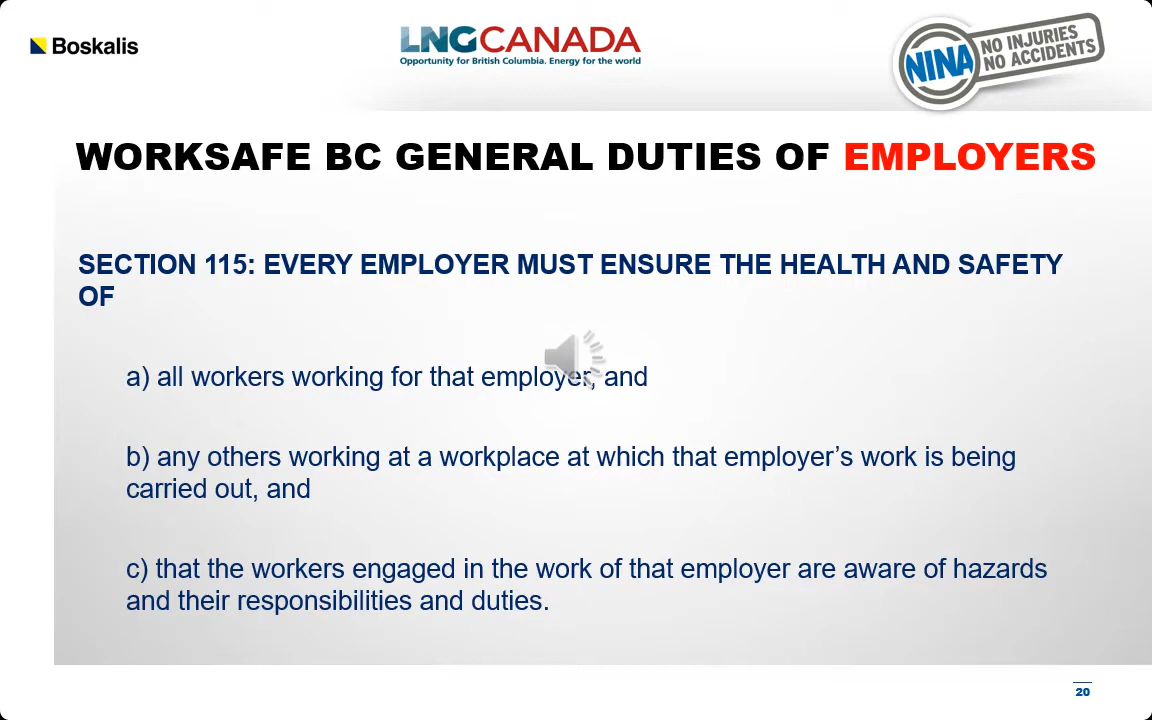 Boskalis
LNGCANADA
Opportunity for British Columbia. Energy for the world
NINA
NO INJURIES
NO ACCIDENTS
WORKSAFE BC GENERAL DUTIES OF EMPLOYERS
SECTION 115: EVERY EMPLOYER MUST ENSURE THE HEALTH AND SAFETY
OF
a) all workers working for that employer, and
b) any others working at a workplace at which that employer’s work is being
carried out, and
c) that the workers engaged in the work of that employer are aware of hazards
and their responsibilities and duties.
20